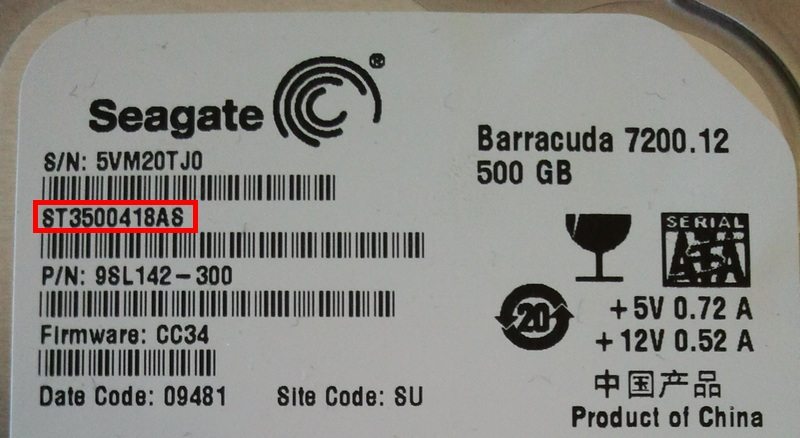 Seagate®
S/N: 5VM20TJ0
ST3500418AS
P/N: 9SL142-300
Firmware: CC34
Date Code: 09481 Site Code: SU
Barracuda 7200.12
500 GB
SERIAL
ATA
20
+5V 0.72 A
+12V 0.52 A
中国产品
Product of China